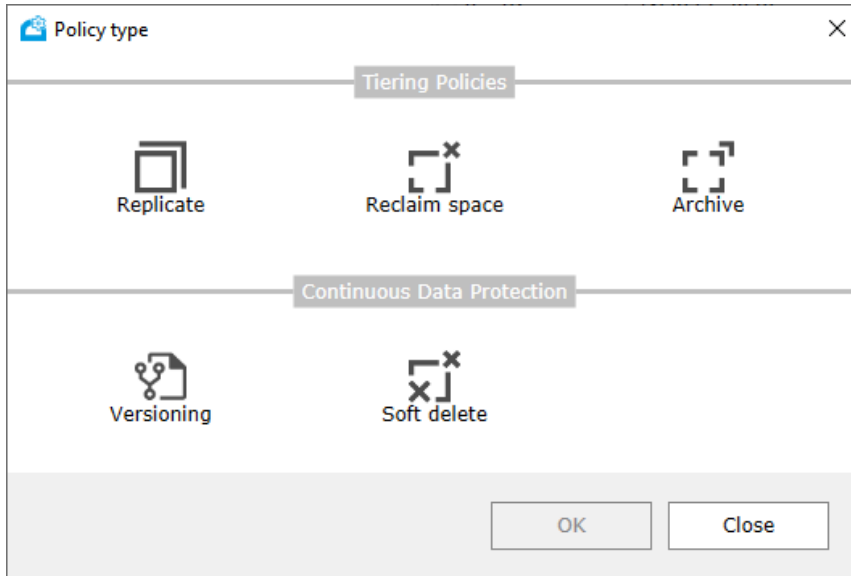 Policy type
Tiering Policies
Replicate
Reclaim space
Archive
Continuous Data Protection
Versioning
Soft delete
OK
Close